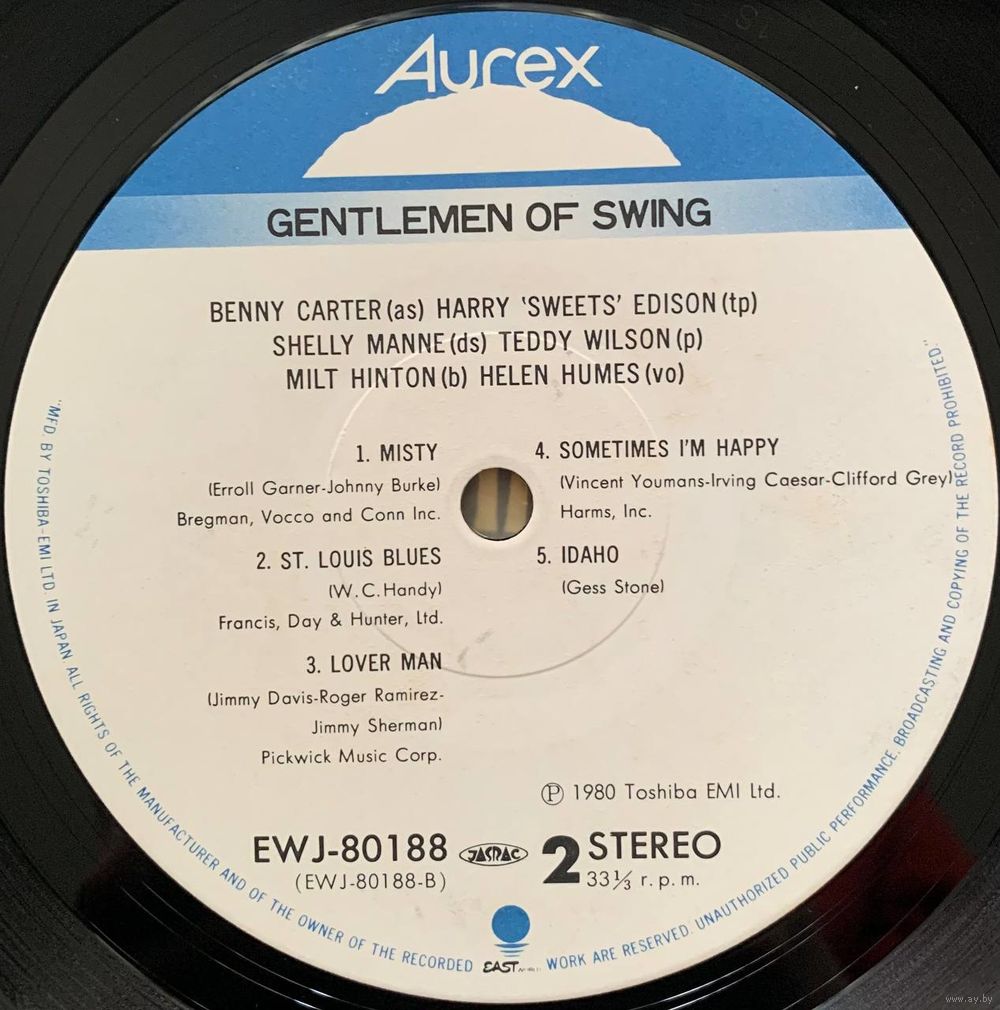 Aurex
GENTLEMEN OF SWING
BENNY CARTER (as) HARRY 'SWEETS' EDISON (tp)
SHELLY MANNE (ds) TEDDY WILSON (p)
MILT HINTON (b) HELEN HUMES (vo)
1. MISTY
(Erroll Garner-Johnny Burke)
Bregman, Vocco and Conn Inc.
2. ST. LOUIS BLUES
(W.C.Handy)
Francis, Day & Hunter, Ltd.
3. LOVER MAN
(Jimmy Davis-Roger Ramirez-
Jimmy Sherman)
Pickwick Music Corp.
4. SOMETIMES I'M HAPPY
(Vincent Youmans-Irving Caesar-Clifford Grey)
Harms, Inc.
5. IDAHO
(Gess Stone)
Ⓟ 1980 Toshiba EMI Ltd.
EWJ-80188 JASRAC 2 STEREO
(EWJ-80188-B) 33⅓ r.p.m.
EAST
"MFD. BY TOSHIBA-EMI LTD. IN JAPAN. ALL RIGHTS OF THE MANUFACTURER AND OF THE OWNER OF THE RECORDED WORK ARE RESERVED. UNAUTHORIZED PUBLIC PERFORMANCE. BROADCASTING AND COPYING OF THE RECORD PROHIBITED."
www.ay.by